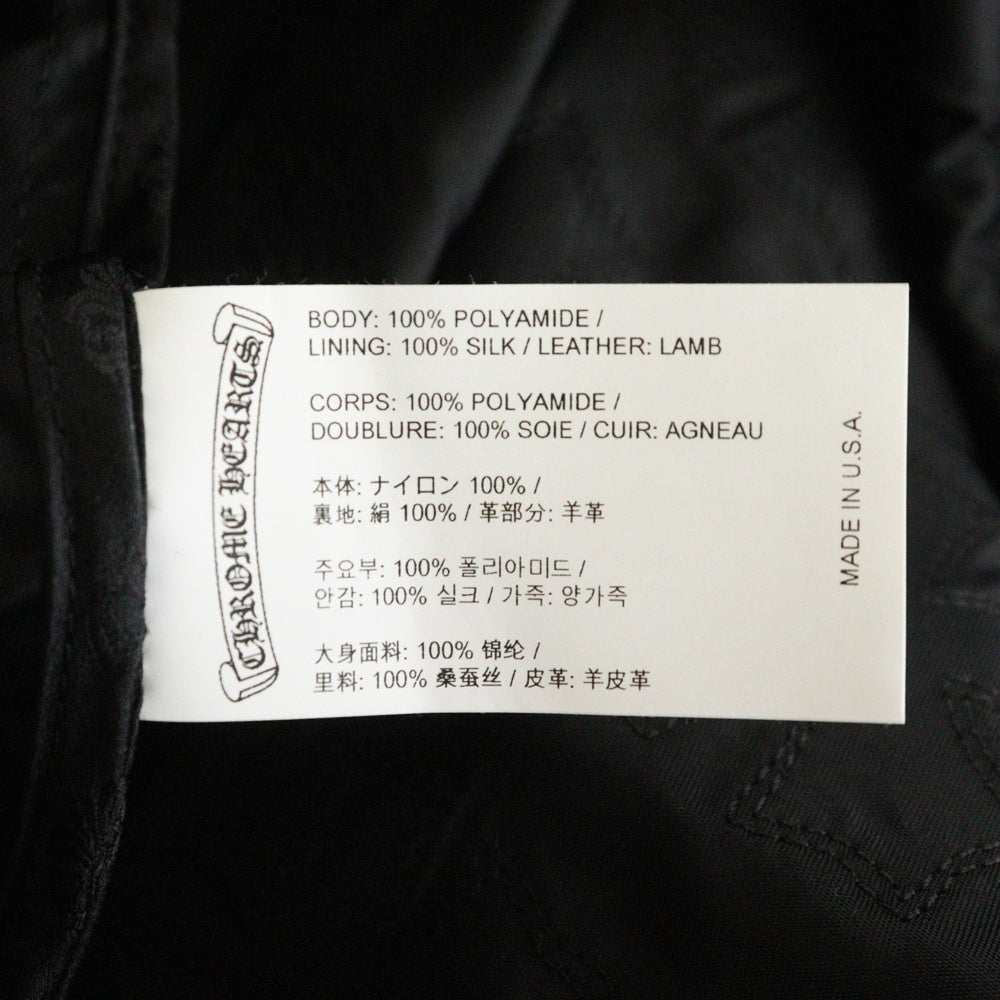 CHROME HEARTS
BODY: 100% POLYAMIDE /
LINING: 100% SILK / LEATHER: LAMB
CORPS: 100% POLYAMIDE /
DOUBLURE: 100% SOIE / CUIR: AGNEAU
本体: ナイロン 100% /
裏地: 絹 100% / 革部分: 羊革
주요부: 100% 폴리아미드 /
안감: 100% 실크 / 가죽: 양가죽
大身面料: 100% 锦纶 /
里料: 100% 桑蚕丝 / 皮革: 羊皮革
MADE IN U.S.A.